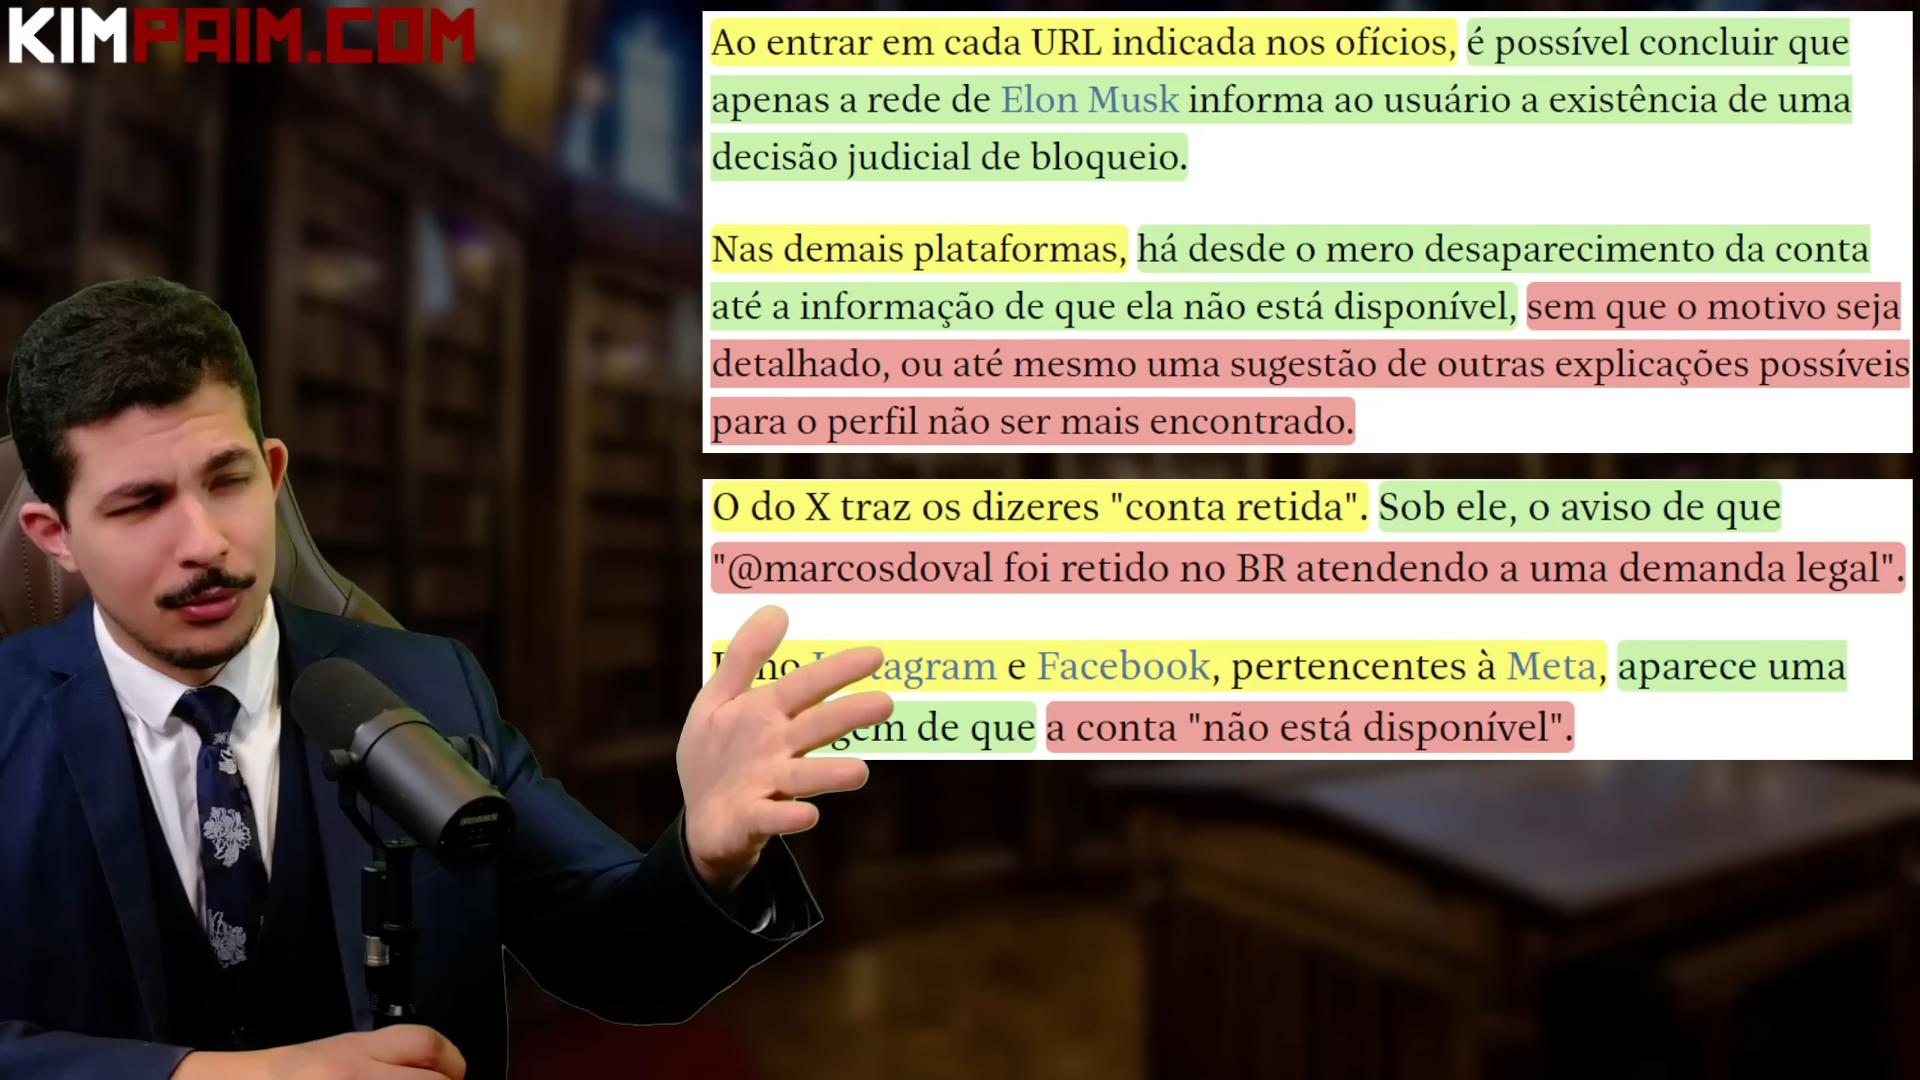 KIMPAIM.COM
Ao entrar em cada URL indicada nos ofícios, é possível concluir que
apenas a rede de Elon Musk informa ao usuário a existência de uma
decisão judicial de bloqueio.
Nas demais plataformas, há desde o mero desaparecimento da conta
até a informação de que ela não está disponível, sem que o motivo seja
detalhado, ou até mesmo uma sugestão de outras explicações possíveis
para o perfil não ser mais encontrado.
O do X traz os dizeres "conta retida". Sob ele, o aviso de que
"@marcosdoval foi retido no BR atendendo a uma demanda legal".
no Instagram e Facebook, pertencentes à Meta, aparece uma
de que a conta "não está disponível".